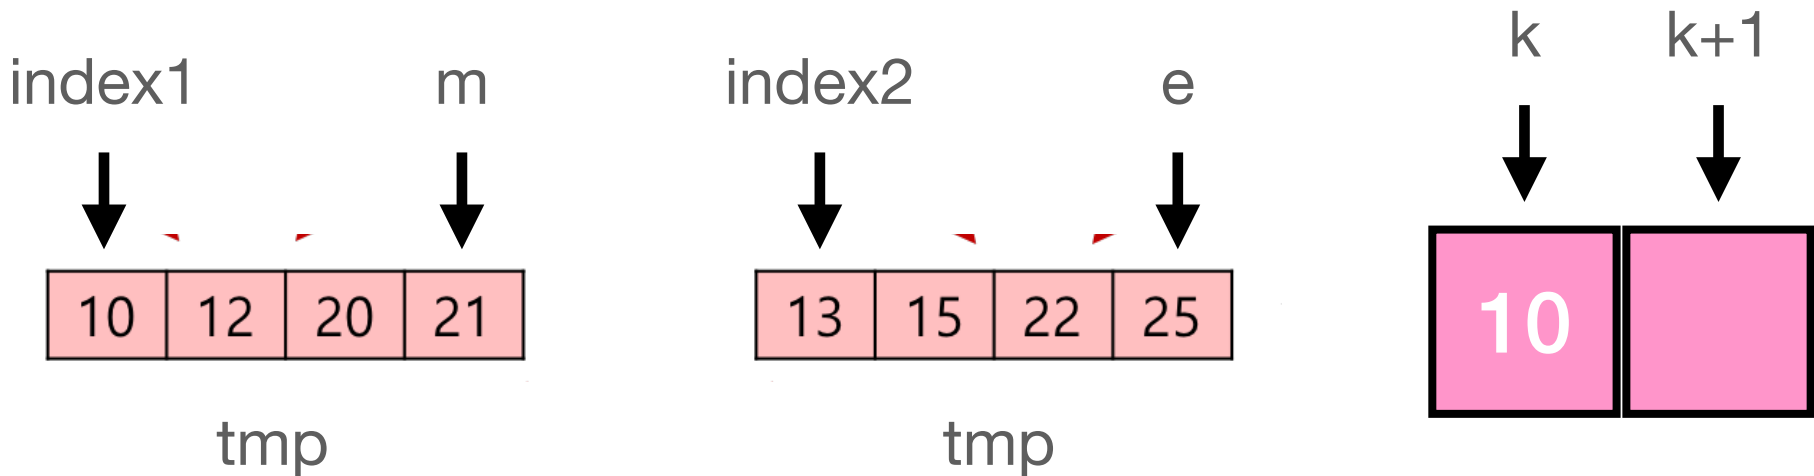 k k+1
index1 m index2 e
10 12 20 21 13 15 22 25 10
tmp tmp